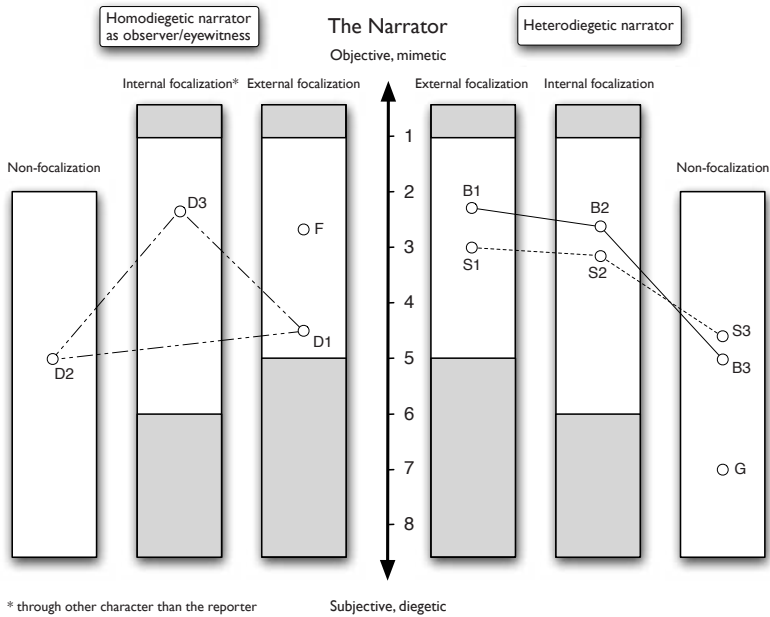 Homodiegetic narrator
as observer/eyewitness
The Narrator
Heterodiegetic narrator
Objective, mimetic
Internal focalization*
External focalization
External focalization
Internal focalization
Non-focalization
Non-focalization
1
2
3
4
5
6
7
8
D3
F
D1
D2
B1
B2
S1
S2
S3
B3
G
* through other character than the reporter
Subjective, diegetic